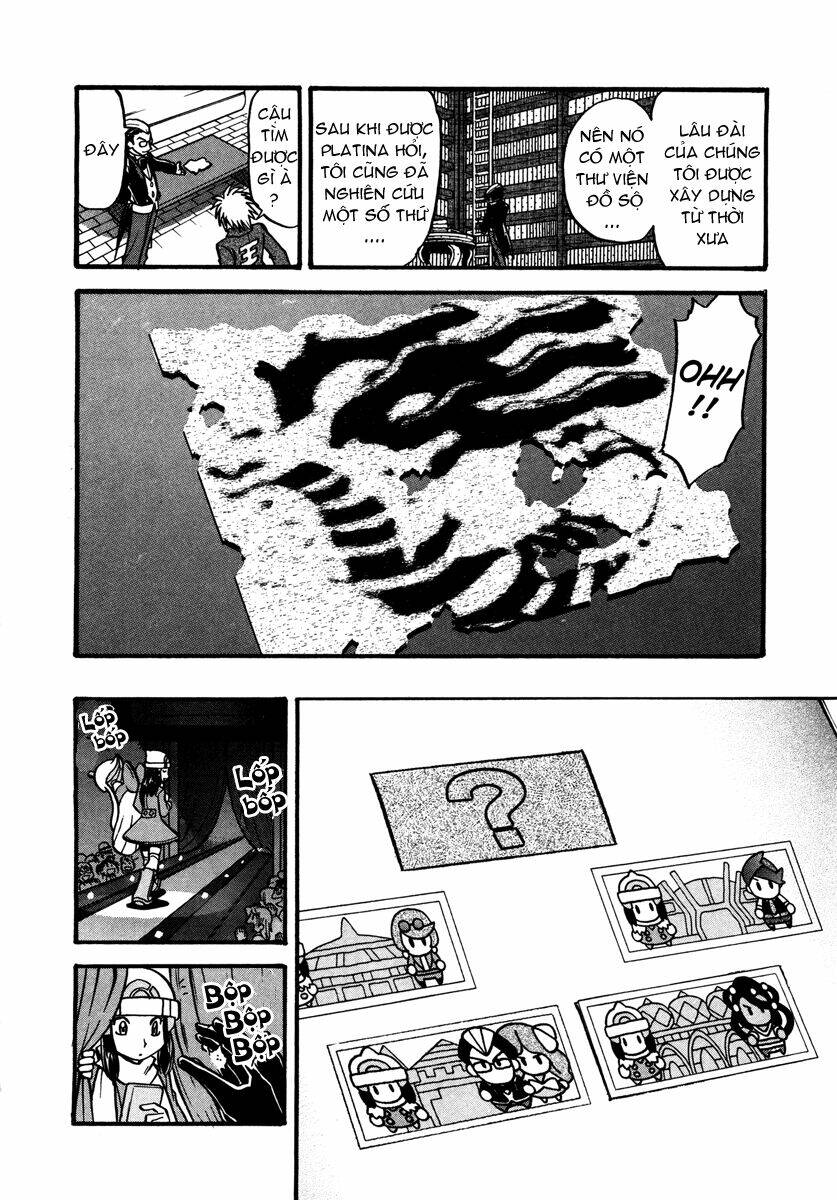 LÂU ĐÀI
CỦA CHÚNG
TÔI ĐƯỢC
XÂY DỰNG
TỪ THỜI
XƯA
NÊN NÓ
CÓ MỘT
THƯ VIỆN
ĐỒ SỘ
...
SAU KHI ĐƯỢC
PLATINA HỎI,
TÔI CŨNG ĐÃ
NGHIÊN CỨU
MỘT SỐ THỨ
....
CÂU
TÌM
ĐƯỢC
GÌ À
?
ĐÂY
OHH
!!
?
Lốp
bốp
Lốp
bốp
Bộp
Bộp
Bộp